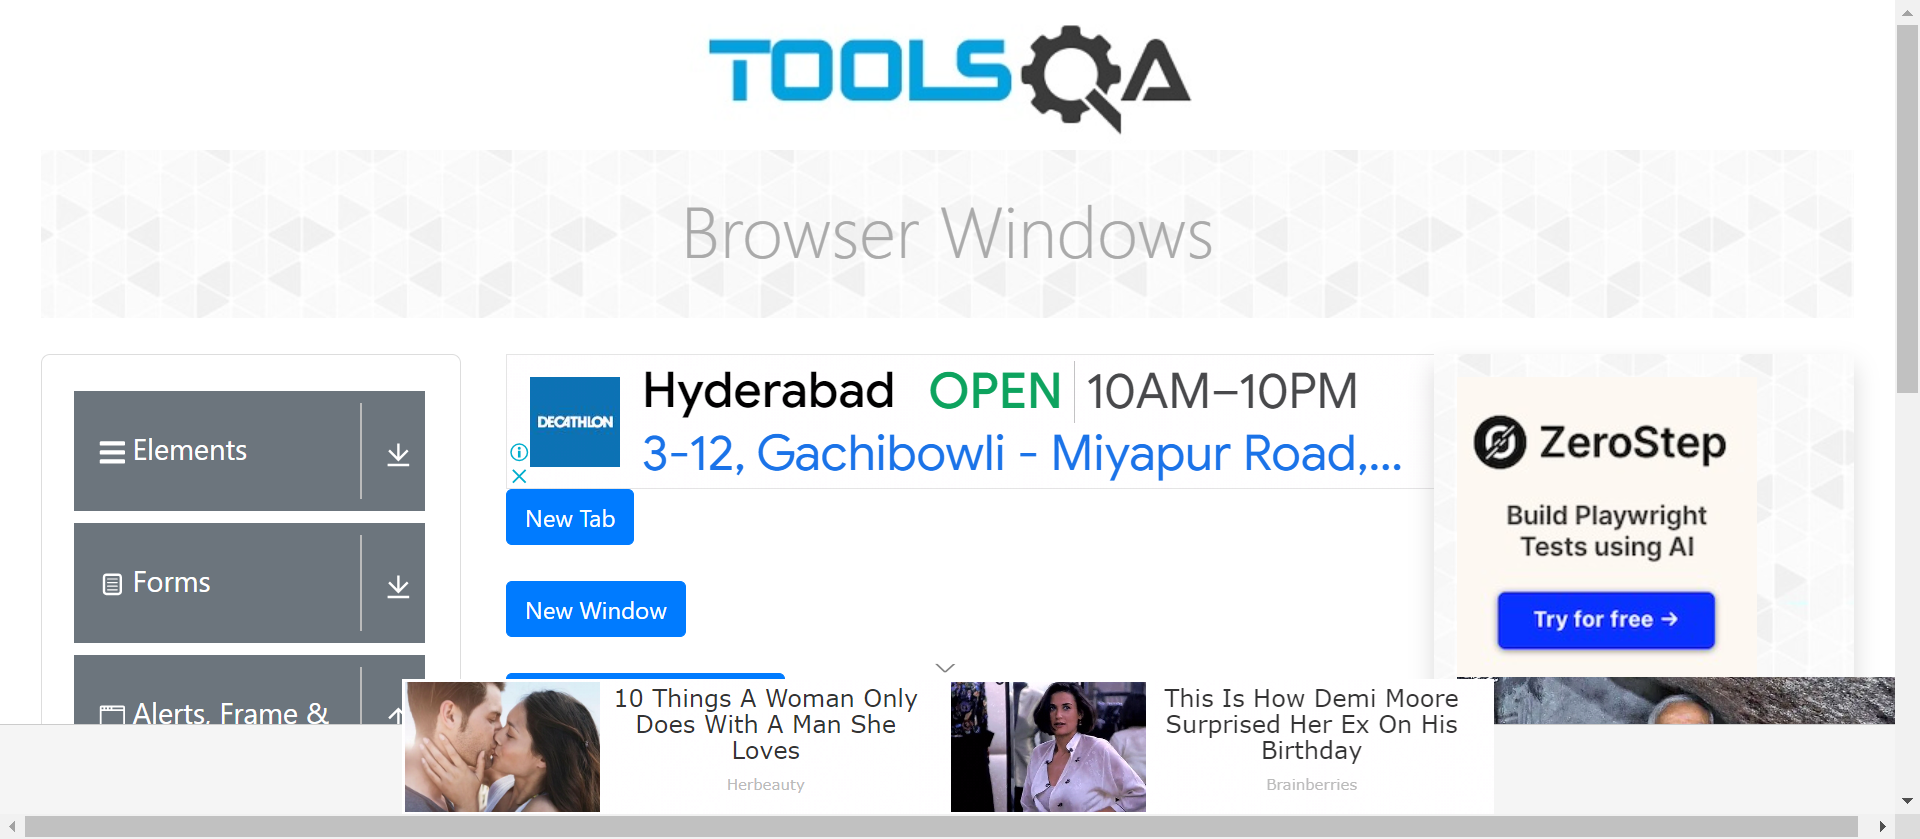 TOOLSQA
Browser Windows
Elements
Forms
Alerts, Frame &
DECATHLON
Hyderabad OPEN 10AM–10PM
3-12, Gachibowli - Miyapur Road,...
New Tab
New Window
ZeroStep
Build Playwright
Tests using AI
Try for free →
10 Things A Woman Only
Does With A Man She
Loves
Herbeauty
This Is How Demi Moore
Surprised Her Ex On His
Birthday
Brainberries